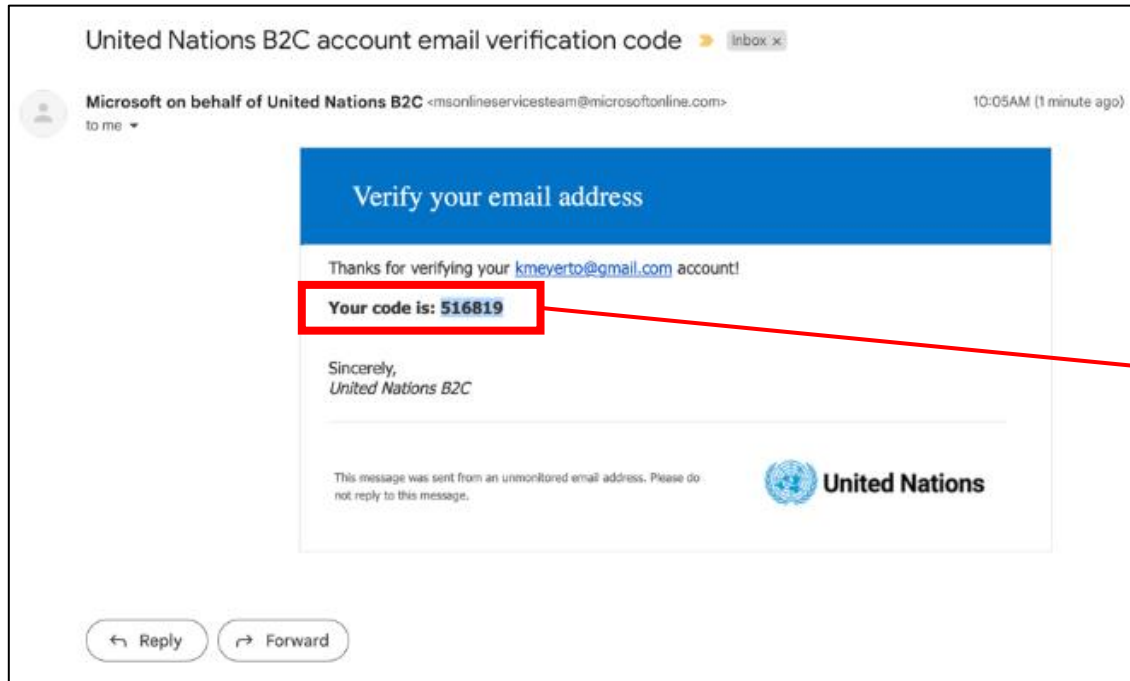 United Nations B2C account email verification code Inbox x
Microsoft on behalf of United Nations B2C <msonlineservicesteam@microsoftonline.com> 10:05AM (1 minute ago)
to me
Verify your email address
Thanks for verifying your kmeyerto@gmail.com account!
Your code is: 516819
Sincerely,
United Nations B2C
This message was sent from an unmonitored email address. Please do
not reply to this message.
United Nations
Reply Forward